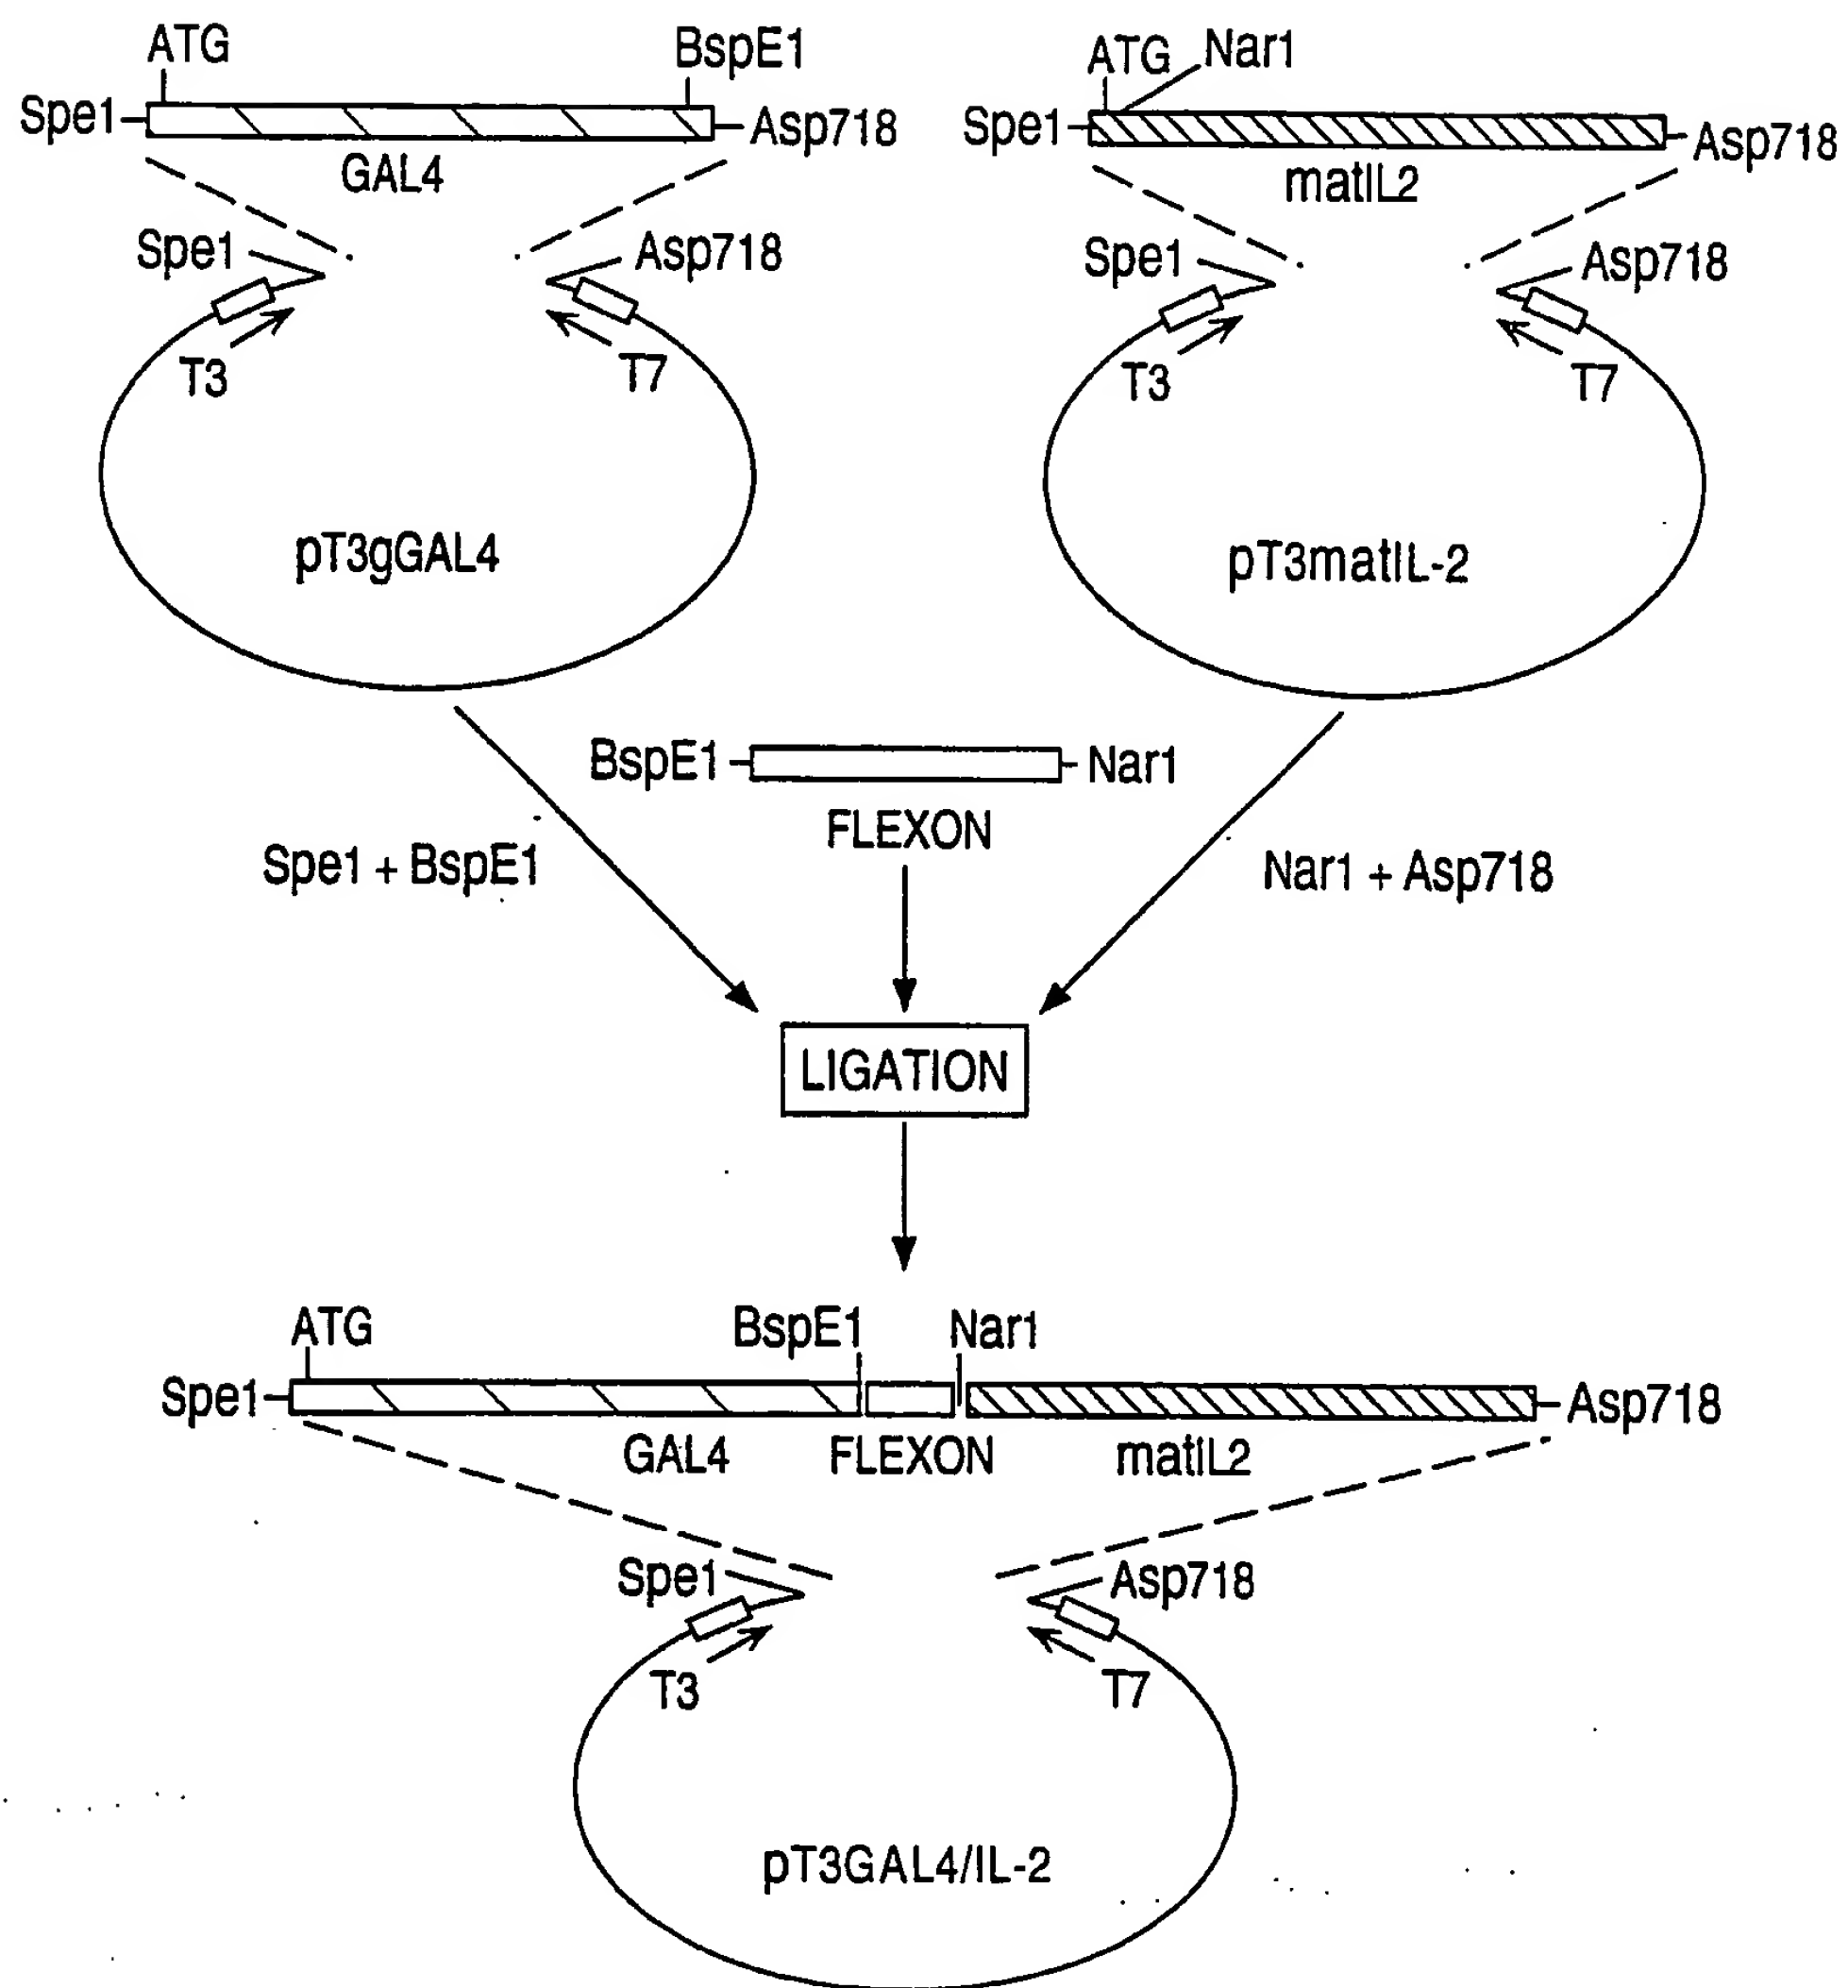 ATG BspE1
Spe1 Asp718
GAL4
Spe1 Asp718
T3 T7
pT3gGAL4
ATG Nar1
Spe1 Asp718
matIL2
Spe1 Asp718
T3 T7
pT3matIL-2
BspE1 Nar1
FLEXON
Spe1 + BspE1
Nar1 + Asp718
LIGATION
ATG BspE1 Nar1
Spe1 Asp718
GAL4 FLEXON matIL2
Spe1 Asp718
T3 T7
pT3GAL4/IL-2